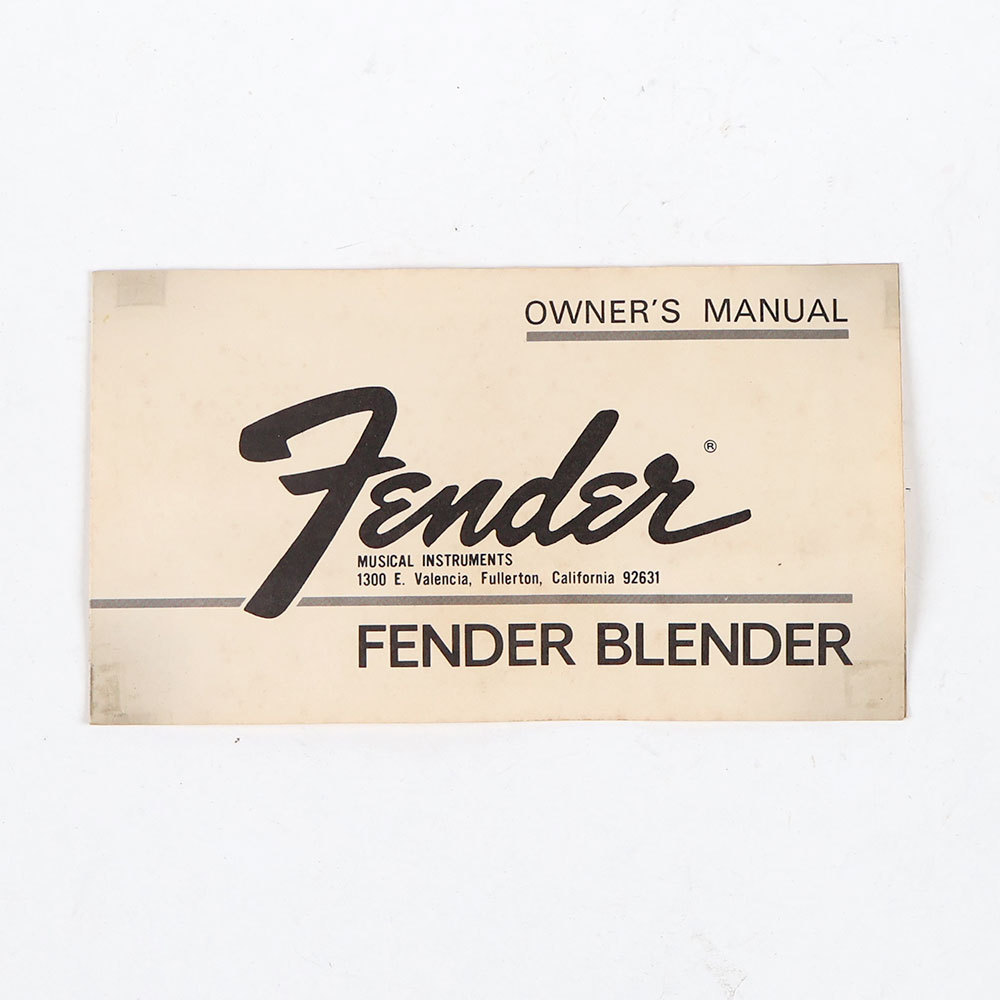 OWNER'S MANUAL
Fender®
MUSICAL INSTRUMENTS
1300 E. Valencia, Fullerton, California 92631
FENDER BLENDER